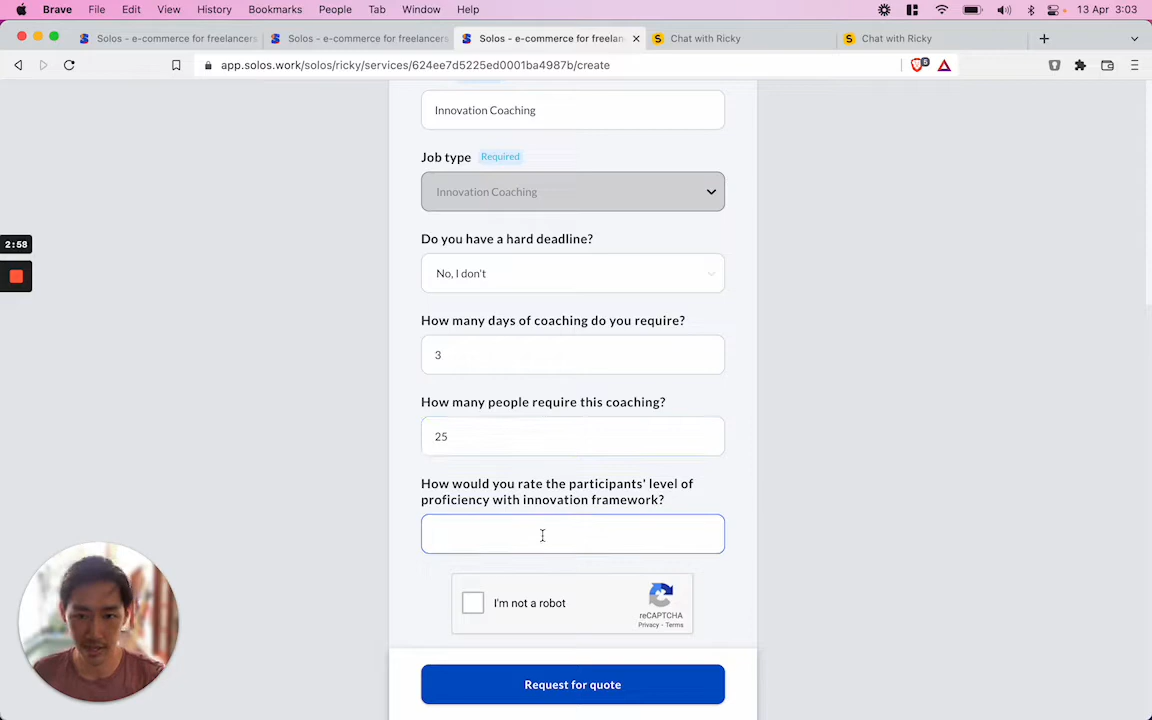 Brave File Edit View History Bookmarks People Tab Window Help 13 Apr 3:03
Solos - e-commerce for freelancers Solos - e-commerce for freelancers Solos - e-commerce for freelan Chat with Ricky Chat with Ricky
app.solos.work/solos/ricky/services/624ee7d5225ed0001ba4987b/create
Innovation Coaching
Job type Required
Innovation Coaching
2:58
Do you have a hard deadline?
No, I don't
How many days of coaching do you require?
3
How many people require this coaching?
25
How would you rate the participants' level of
proficiency with innovation framework?
I'm not a robot
reCAPTCHA
Privacy - Terms
Request for quote